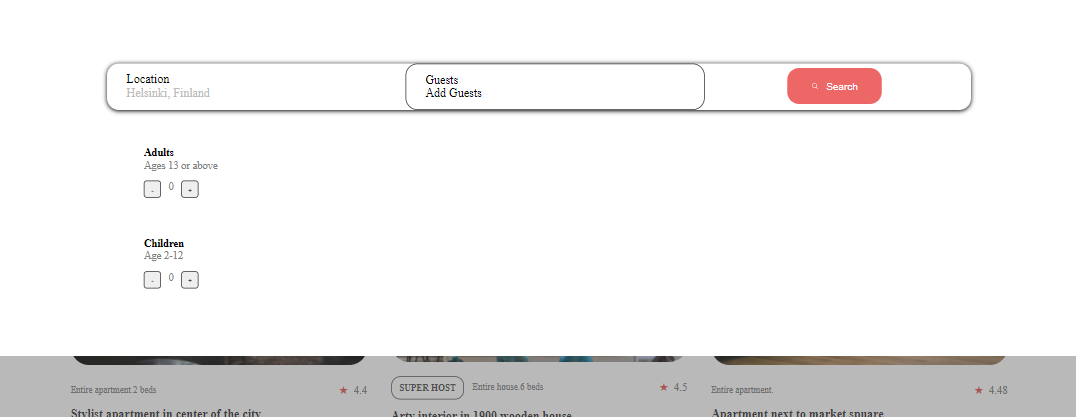 Location
Helsinki, Finland
Guests
Add Guests
Search
Adults
Ages 13 or above
- 0 +
Children
Age 2-12
- 0 +
Entire apartment.2 beds
★ 4.4
SUPER HOST
Entire house.6 beds
★ 4.5
Entire apartment.
★ 4.48
Stylist apartment in center of the city
Arty interior in 1900 wooden house
Apartment next to market square